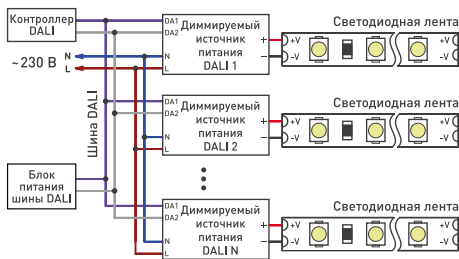 Контроллер
DALI
~230 В
N
L
Шина DALI
Блок
питания
шины DALI
DA1
DA2
N
L
Диммируемый
источник
питания
DALI 1
+
–
Светодиодная лента
+V
-V
DA1
DA2
N
L
Диммируемый
источник
питания
DALI 2
+
–
Светодиодная лента
+V
-V
DA1
DA2
N
L
Диммируемый
источник
питания
DALI N
+
–
Светодиодная лента
+V
-V